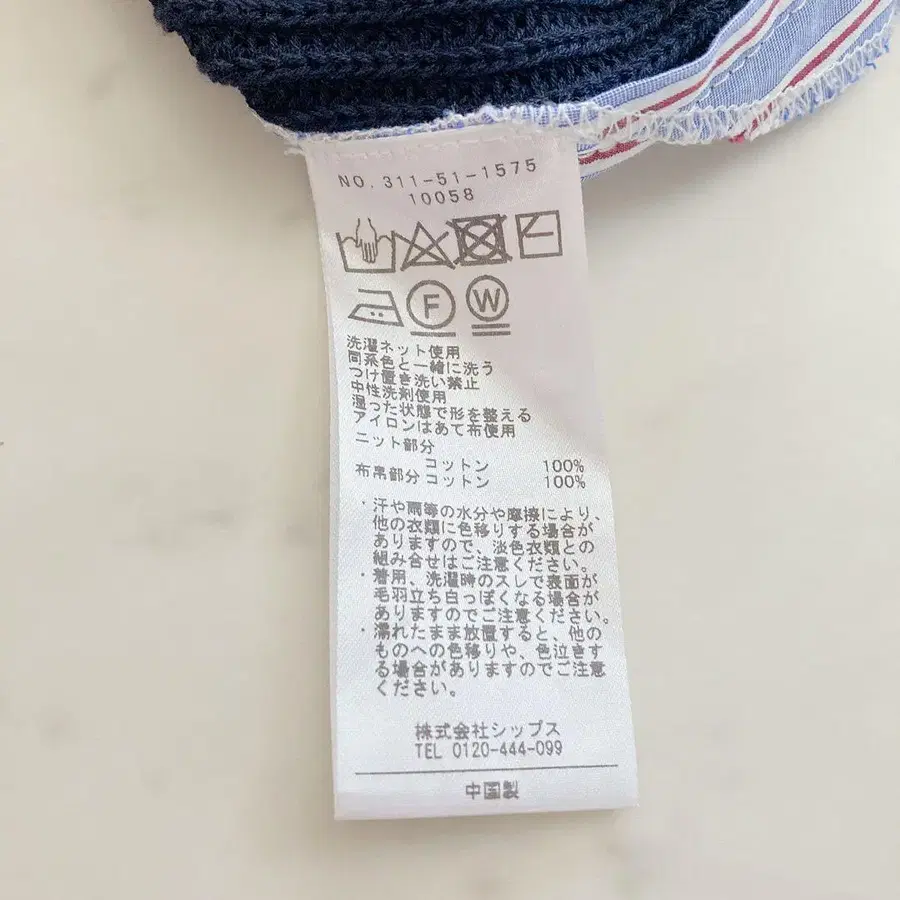 NO.311-51-1575
10058
F W
洗濯ネット使用
同系色と一緒に洗う
つけ置き洗い禁止
中性洗剤使用
湿った状態で形を整える
アイロンはあて布使用
ニット部分
コットン 100%
布帛部分 コットン 100%
・汗や雨等の水分や摩擦により、
他の衣類に色移りする場合が
ありますので、淡色衣類との
組み合せはご注意ください。
・着用、洗濯時のスレで表面が
毛羽立ち白っぽくなる場合が
ありますのでご注意ください。
・濡れたまま放置すると、他の
ものへの色移りや、色泣きす
る場合がありますのでご注意
ください。
株式会社シップス
TEL 0120-444-099
中国製